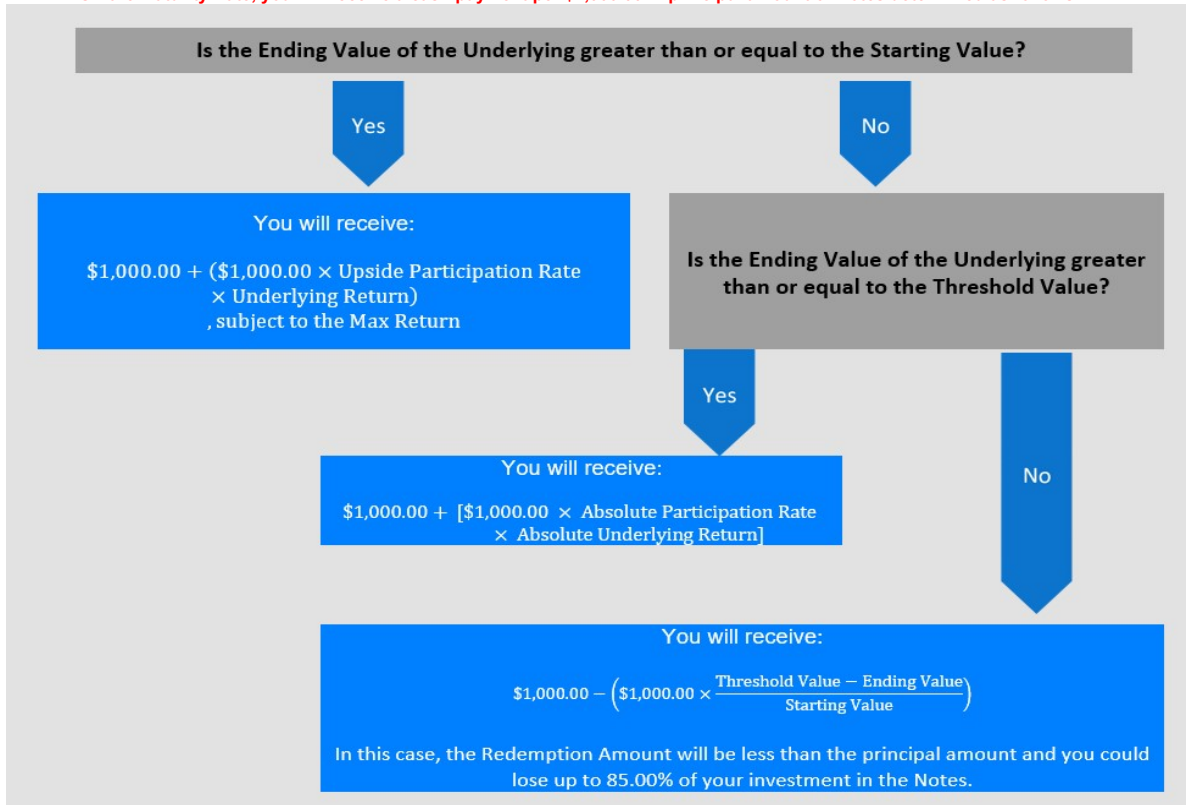 Is the Ending Value of the Underlying greater than or equal to the Starting Value?
Yes
No
You will receive:
$1,000.00 + ($1,000.00 × Upside Participation Rate
× Underlying Return)
, subject to the Max Return
Is the Ending Value of the Underlying greater
than or equal to the Threshold Value?
Yes
No
You will receive:
$1,000.00 + [$1,000.00 × Absolute Participation Rate
× Absolute Underlying Return]
You will receive:
$1,000.00 − ($1,000.00 × Threshold Value − Ending Value / Starting Value)
In this case, the Redemption Amount will be less than the principal amount and you could
lose up to 85.00% of your investment in the Notes.